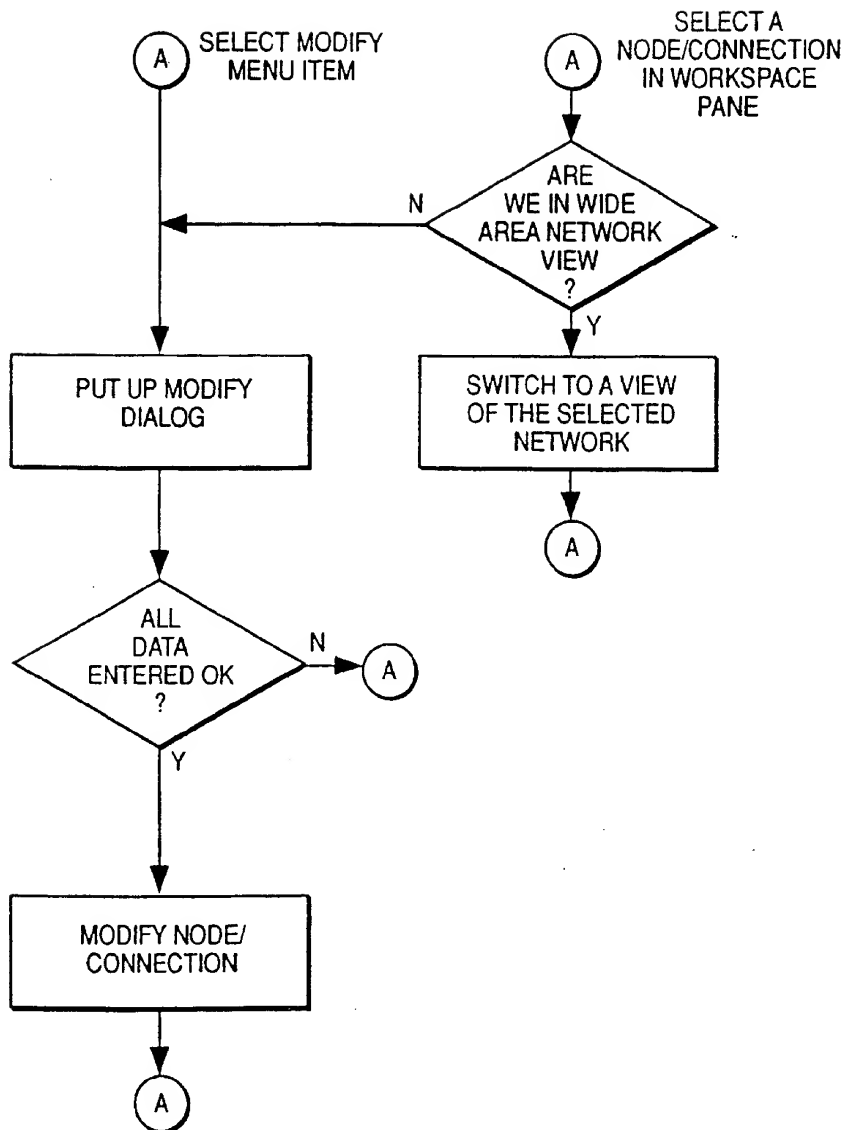 A
SELECT MODIFY
MENU ITEM
A
SELECT A
NODE/CONNECTION
IN WORKSPACE
PANE
ARE
WE IN WIDE
AREA NETWORK
VIEW
?
N
Y
PUT UP MODIFY
DIALOG
SWITCH TO A VIEW
OF THE SELECTED
NETWORK
A
ALL
DATA
ENTERED OK
?
N
A
Y
MODIFY NODE/
CONNECTION
A